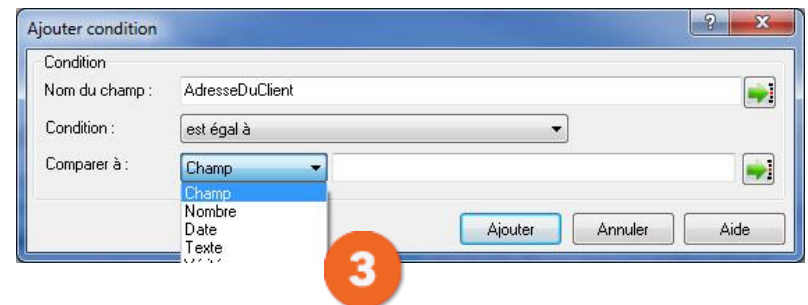 Ajouter condition
Condition
Nom du champ : AdresseDuClient
Condition : est égal à
Comparer à : Champ
Champ
Nombre
Date
Texte
Ajouter Annuler Aide
3